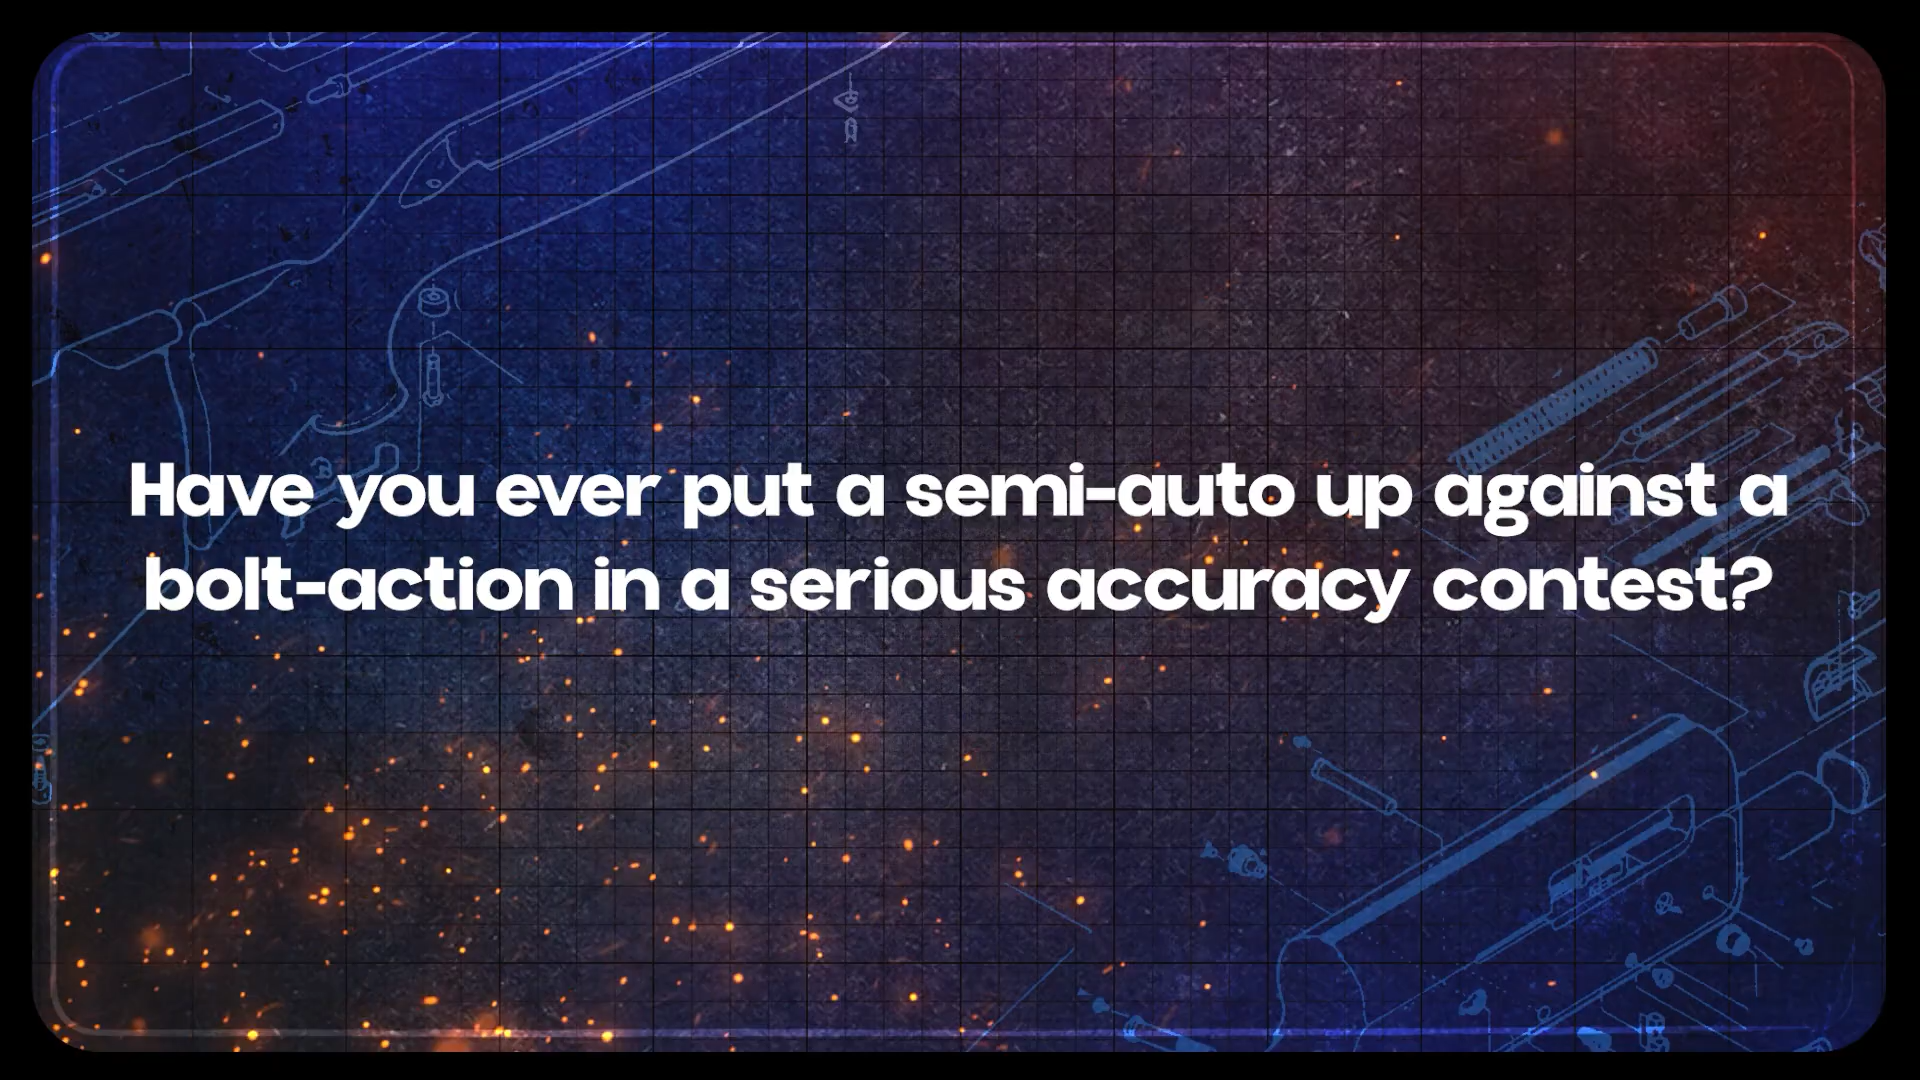 Have you ever put a semi-auto up against a
bolt-action in a serious accuracy contest?